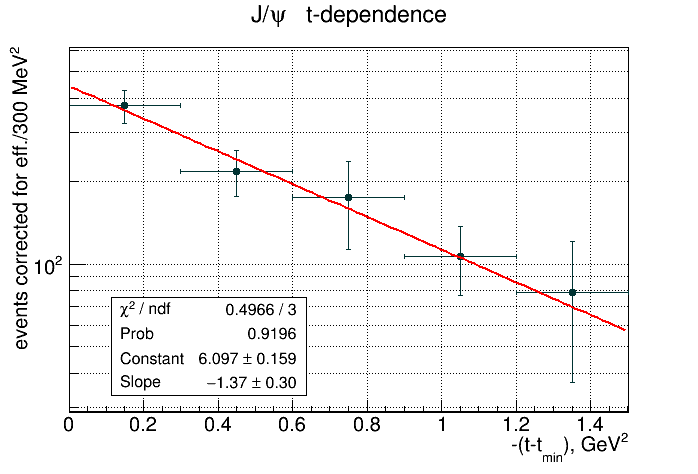 J/ψ t-dependence
events corrected for eff./300 MeV²
10²
χ² / ndf 0.4966 / 3
Prob 0.9196
Constant 6.097 ± 0.159
Slope −1.37 ± 0.30
0 0.2 0.4 0.6 0.8 1 1.2 1.4
-(t-t_min), GeV²